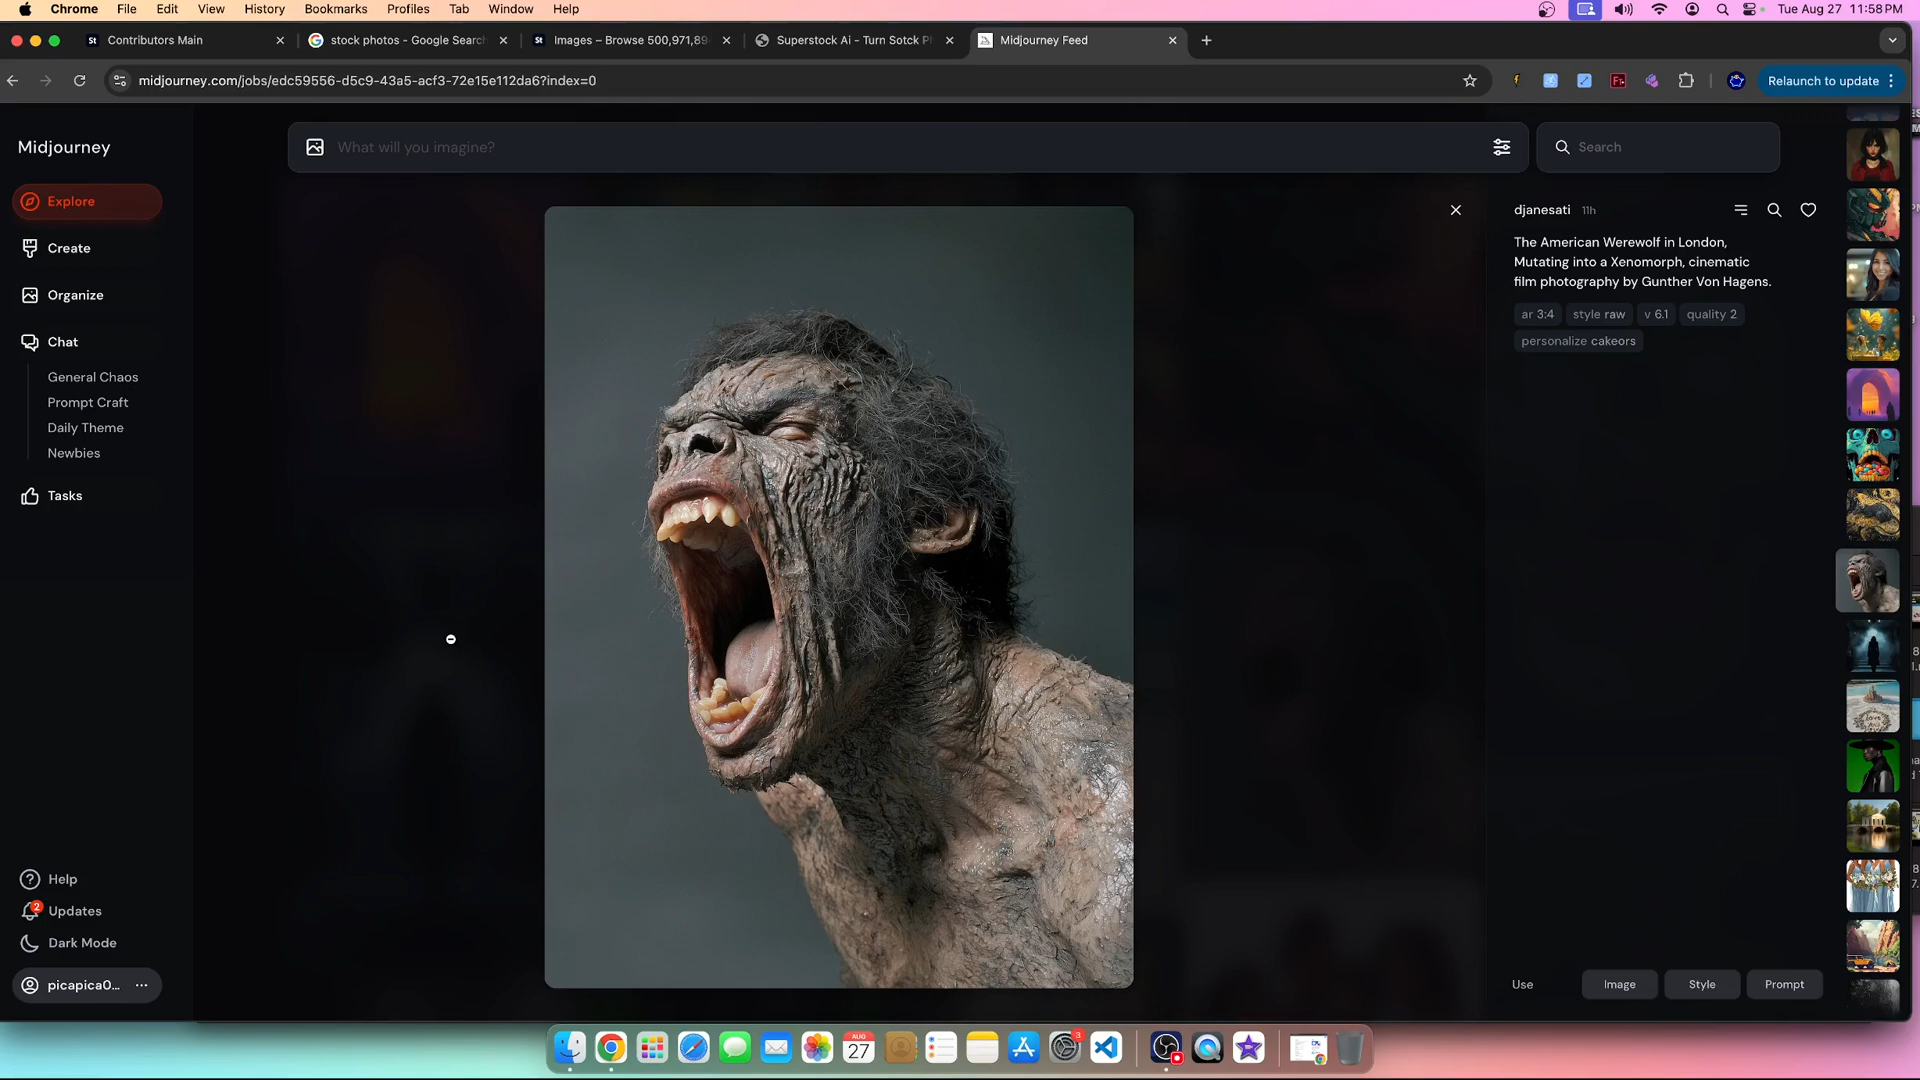 Chrome File Edit View History Bookmarks Profiles Tab Window Help Tue Aug 27 11:58 PM
Contributors Main stock photos - Google Search Images – Browse 500,971,89 Superstock Ai - Turn Sotck Ph Midjourney Feed
midjourney.com/jobs/edc59556-d5c9-43a5-acf3-72e15e112da6?index=0 Relaunch to update
Midjourney
What will you imagine?
Search
Explore
Create
Organize
Chat
General Chaos
Prompt Craft
Daily Theme
Newbies
Tasks
Help
2 Updates
Dark Mode
picapica0...
djanesati 11h
The American Werewolf in London,
Mutating into a Xenomorph, cinematic
film photography by Gunther Von Hagens.
ar 3:4 style raw v 6.1 quality 2
personalize cakeors
Use Image Style Prompt
AUG
27
3